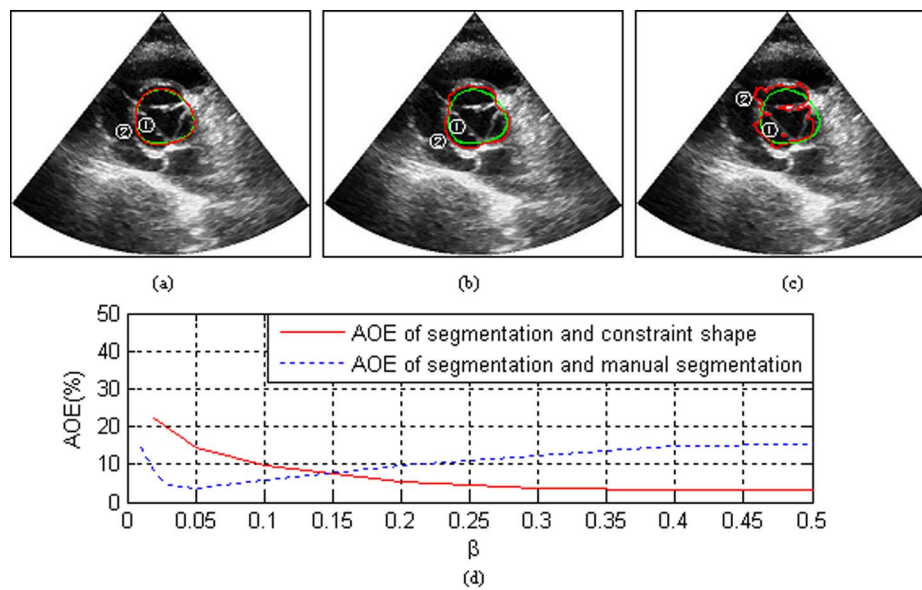 ② ①
② ①
② ①
(a) (b) (c)
50
40
30
20
10
0
AOE(%)
AOE of segmentation and constraint shape
AOE of segmentation and manual segmentation
0 0.05 0.1 0.15 0.2 0.25 0.3 0.35 0.4 0.45 0.5
β
(d)